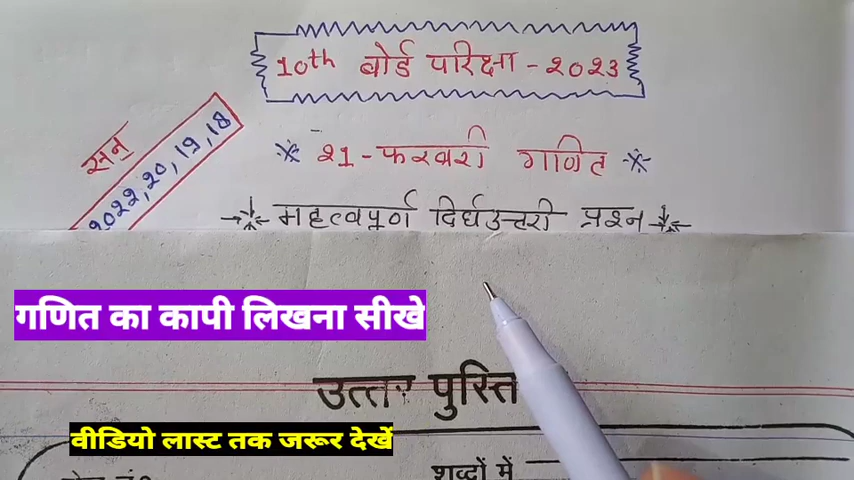 10th बोर्ड परिक्षा - 2023
सन्
2022, 20, 19, 18
21 - फरवरी गणित
महत्वपूर्ण दिर्घउत्तरी प्रश्न
गणित का कापी लिखना सीखे
उत्तर पुस्ति
वीडियो लास्ट तक जरूर देखें
शब्दों में